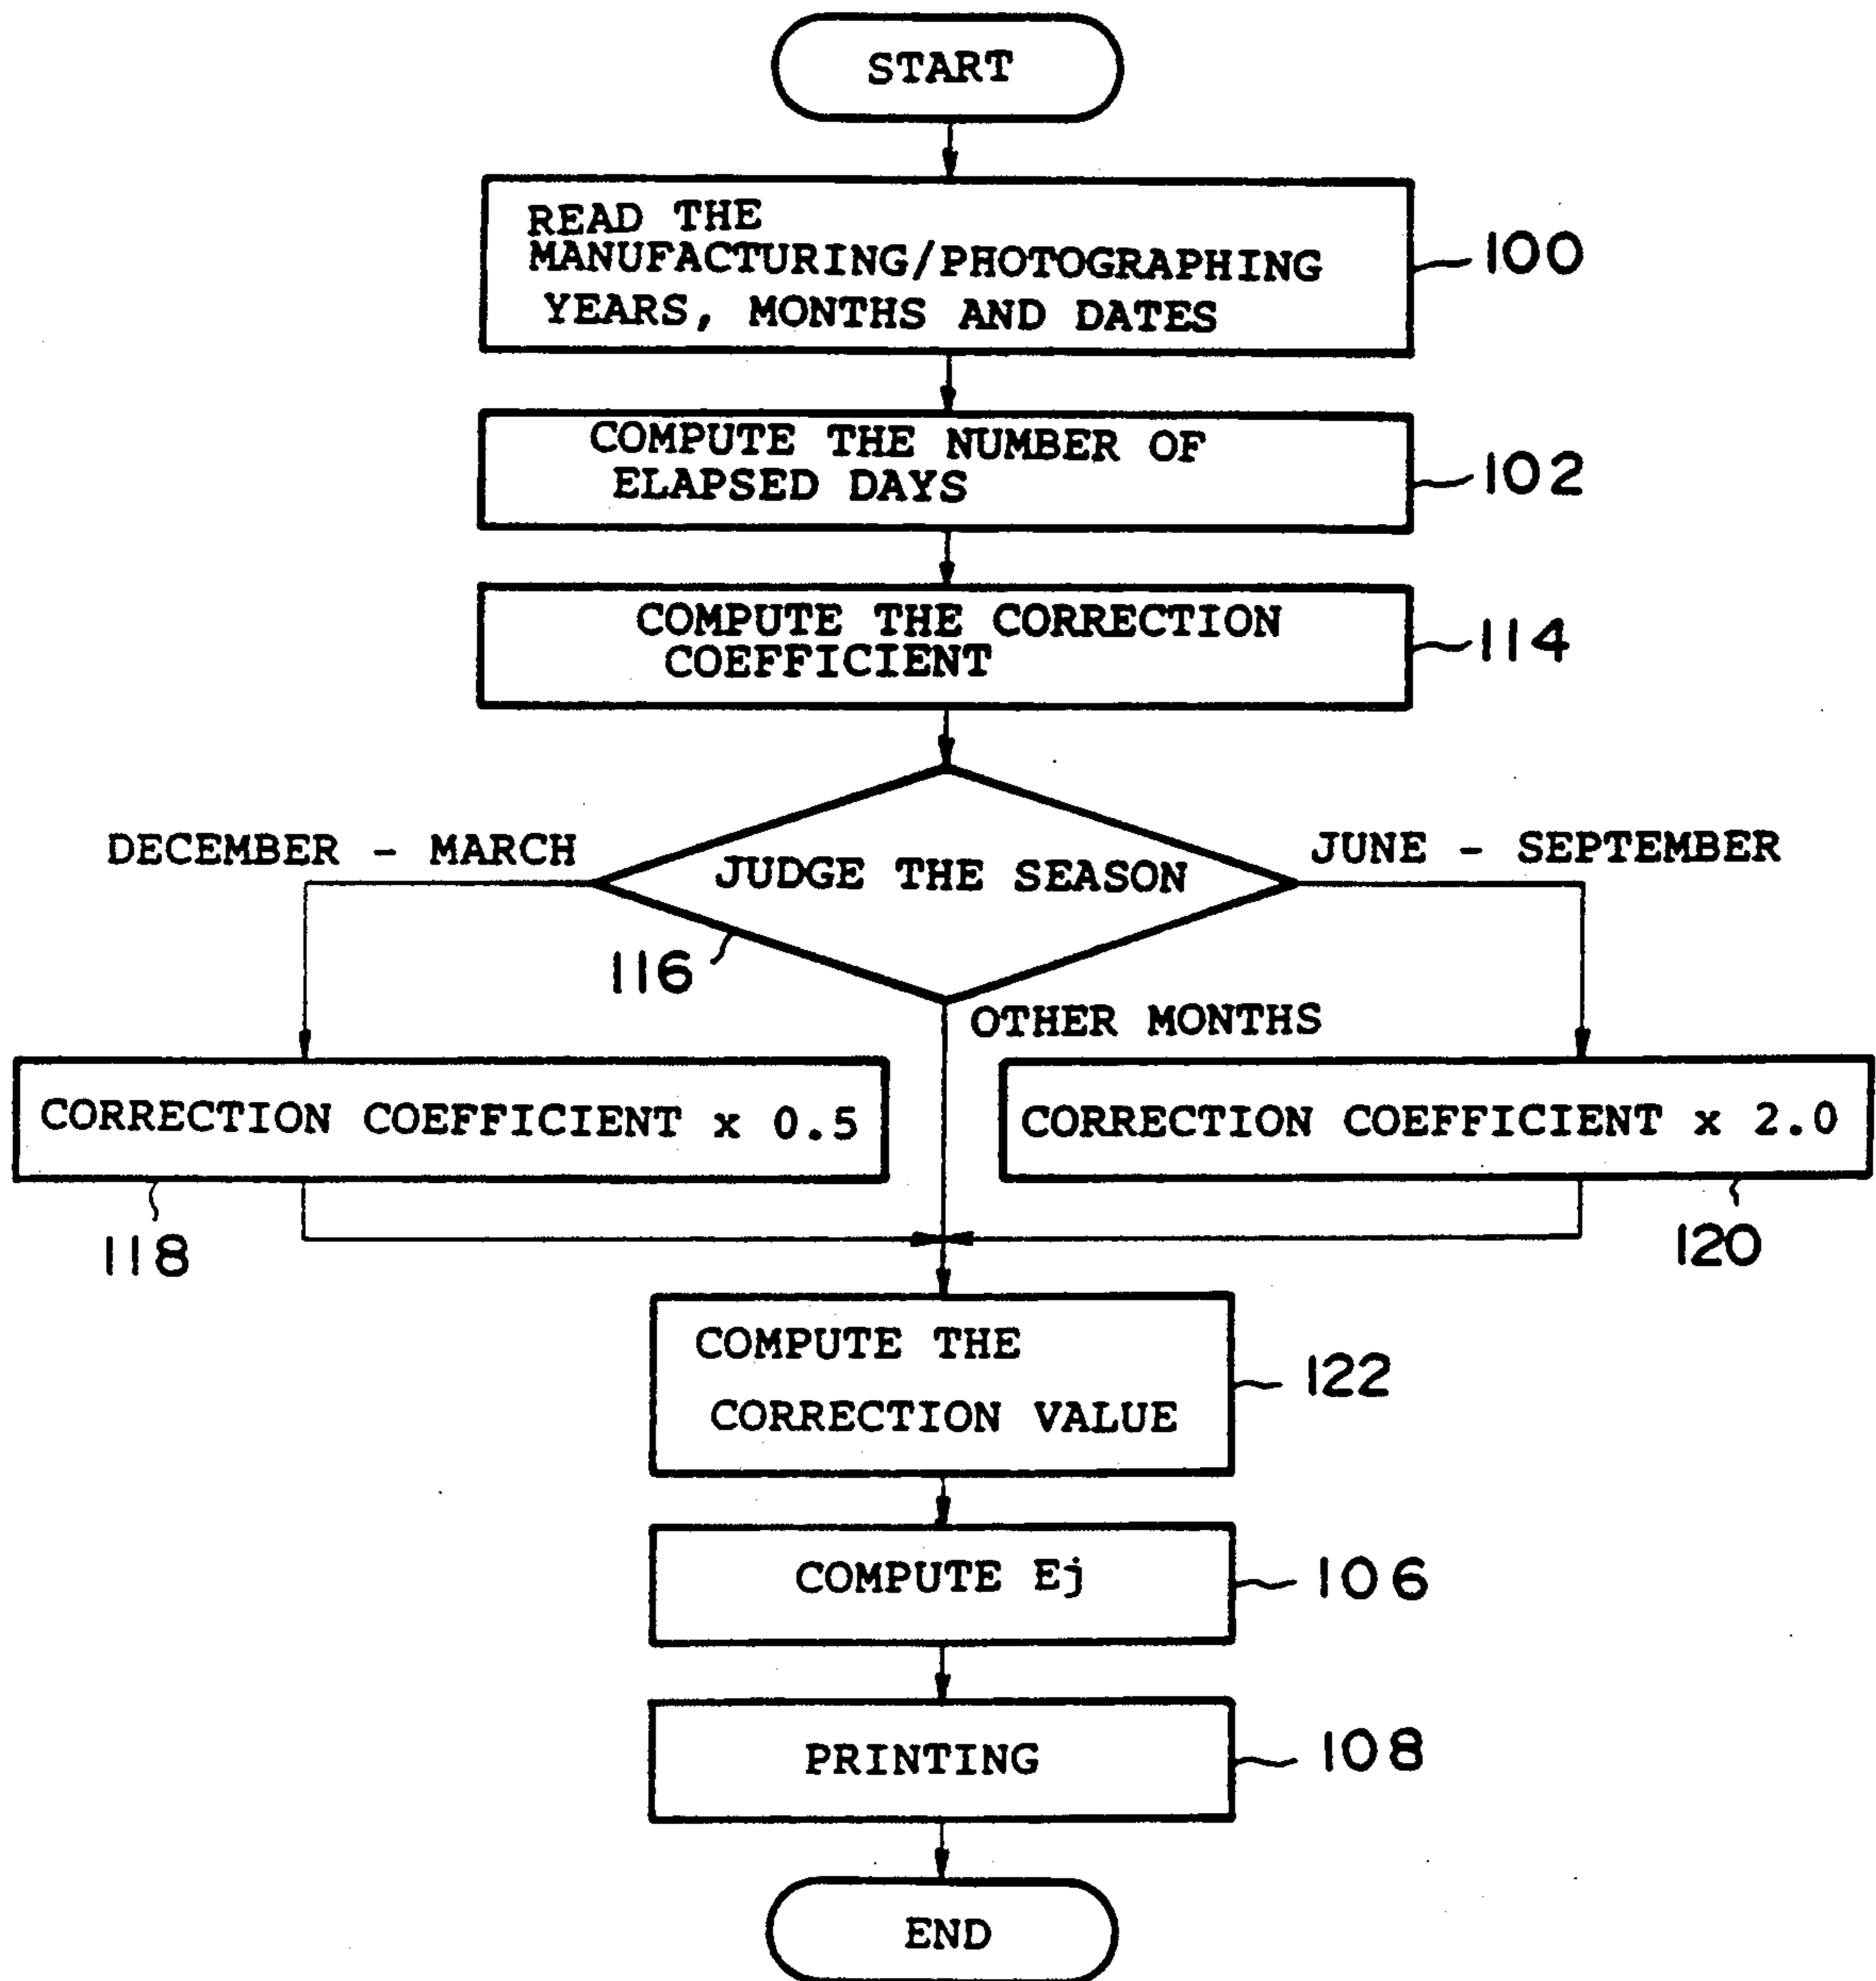 START
READ THE
MANUFACTURING/PHOTOGRAPHING
YEARS, MONTHS AND DATES
100
COMPUTE THE NUMBER OF
ELAPSED DAYS
102
COMPUTE THE CORRECTION
COEFFICIENT
114
DECEMBER - MARCH
JUDGE THE SEASON
JUNE - SEPTEMBER
116
OTHER MONTHS
CORRECTION COEFFICIENT x 0.5
CORRECTION COEFFICIENT x 2.0
118
120
COMPUTE THE
CORRECTION VALUE
122
COMPUTE Ej
106
PRINTING
108
END